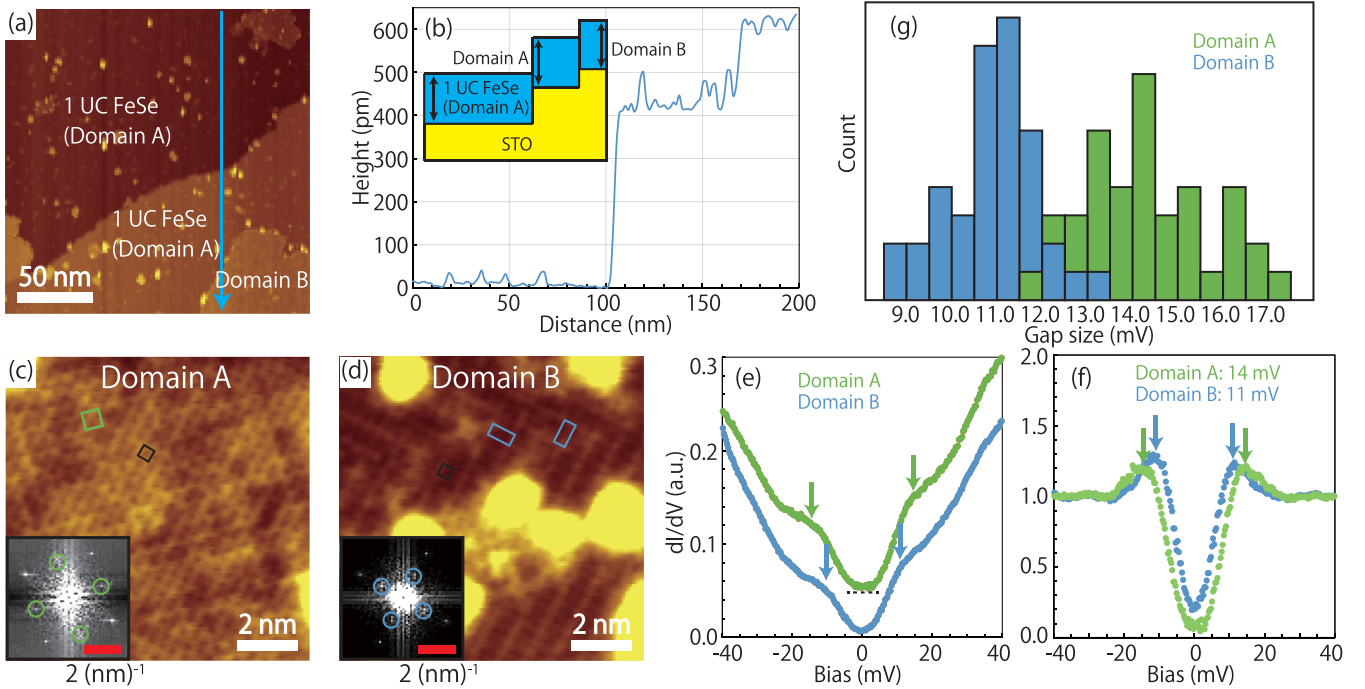 (a)
1 UC FeSe
(Domain A)
1 UC FeSe
(Domain A)
Domain B
50 nm
(b)
Height (pm)
600
500
400
300
200
100
0
0
50
100
150
200
Distance (nm)
Domain A
Domain B
1 UC FeSe
(Domain A)
STO
(g)
Domain A
Domain B
Count
9.0
10.0
11.0
12.0
13.0
14.0
15.0
16.0
17.0
Gap size (mV)
(c)
Domain A
2 nm
2 (nm)-1
(d)
Domain B
2 nm
2 (nm)-1
(e)
Domain A
Domain B
dI/dV (a.u.)
0.3
0.2
0.1
0.0
-40
-20
0
20
40
Bias (mV)
(f)
Domain A: 14 mV
Domain B: 11 mV
2.0
1.5
1.0
0.5
0.0
-40
-20
0
20
40
Bias (mV)